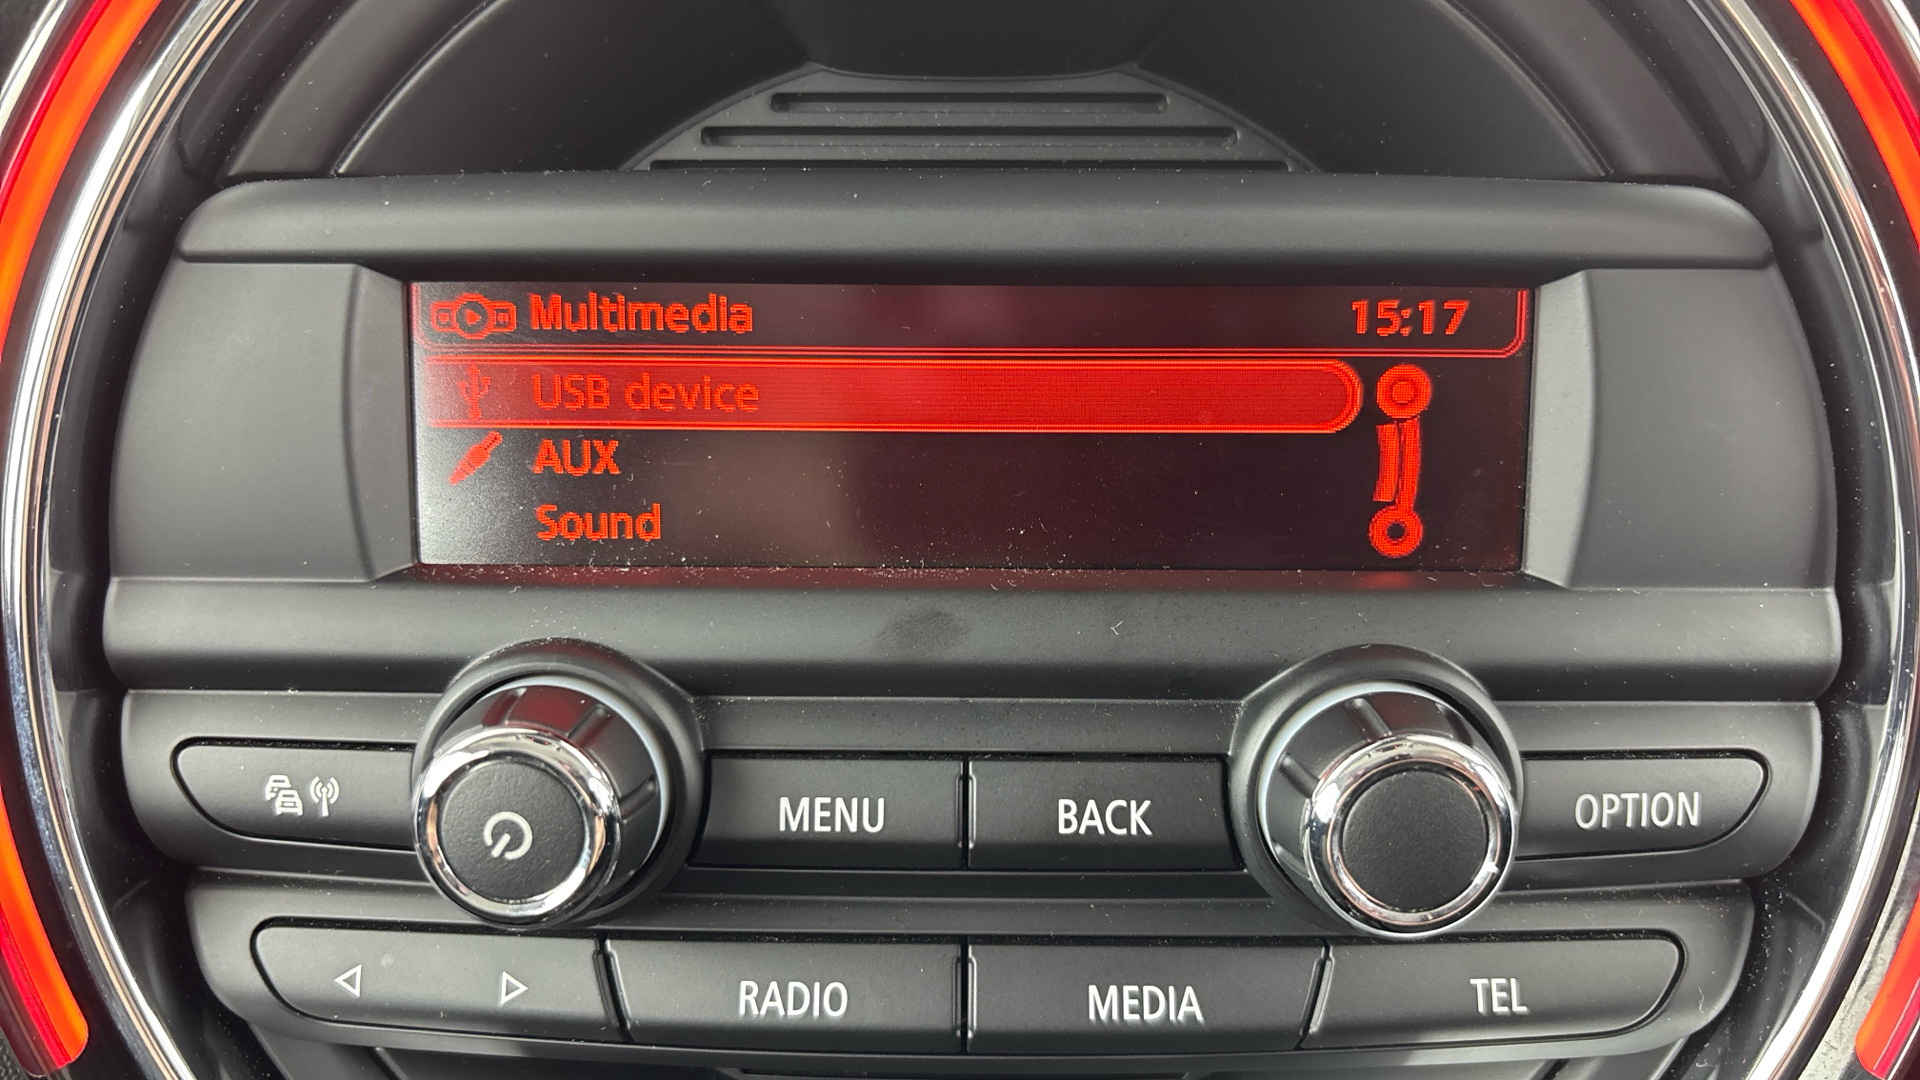 Multimedia 15:17
USB device
AUX
Sound
MENU BACK OPTION
RADIO MEDIA TEL